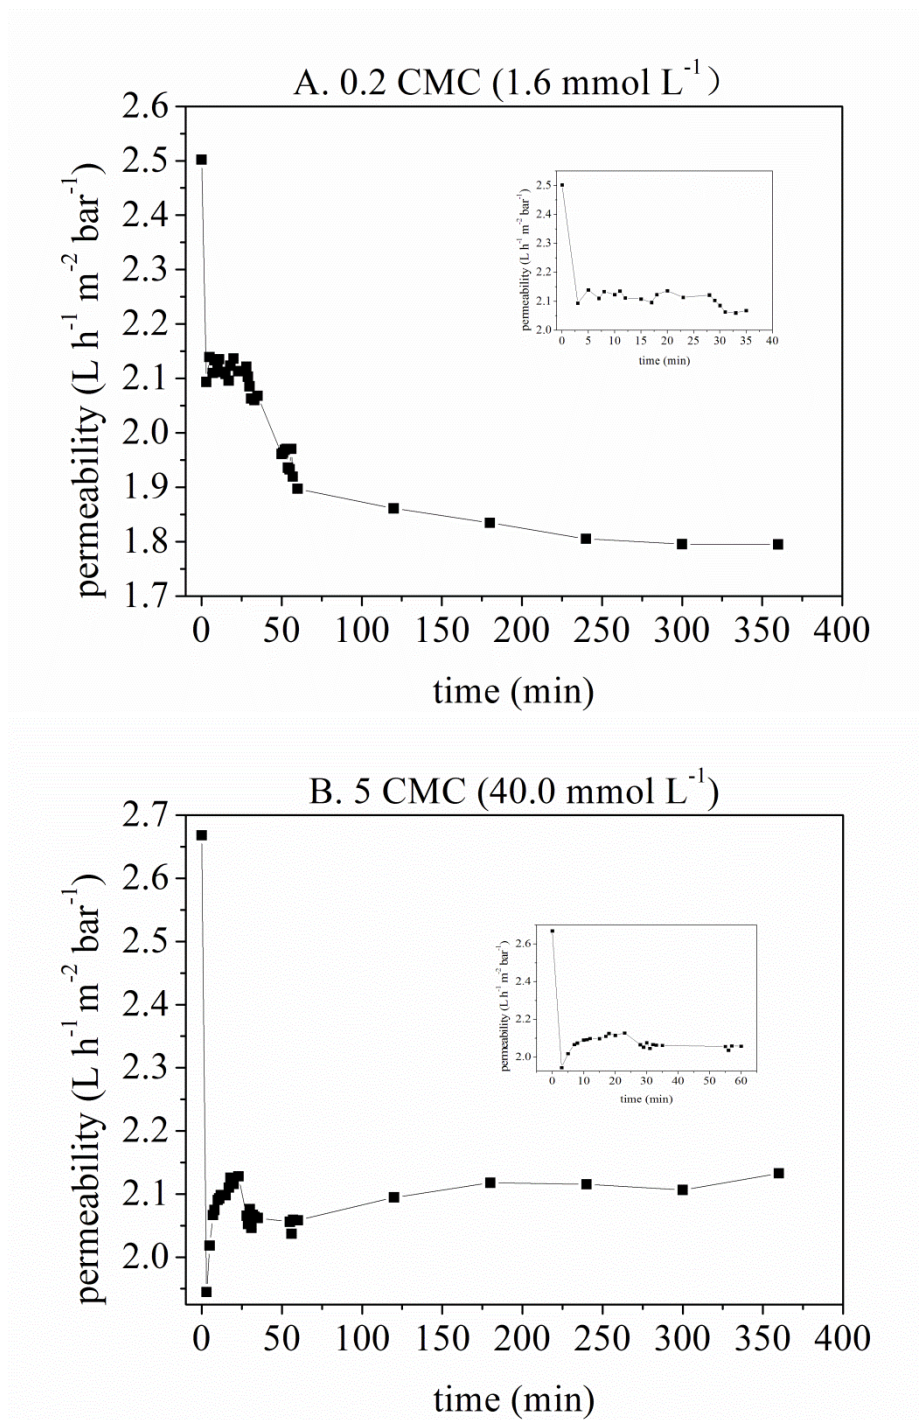 A. 0.2 CMC (1.6 mmol L-1)
permeability (L h-1 m-2 bar-1)
2.6
2.5
2.4
2.3
2.2
2.1
2.0
1.9
1.8
1.7
0 50 100 150 200 250 300 350 400
time (min)
permeability (L h-1 m-2 bar-1)
2.5
2.4
2.3
2.2
2.1
2.0
0 5 10 15 20 25 30 35 40
time (min)
B. 5 CMC (40.0 mmol L-1)
permeability (L h-1 m-2 bar-1)
2.7
2.6
2.5
2.4
2.3
2.2
2.1
2.0
0 50 100 150 200 250 300 350 400
time (min)
permeability (L h-1 m-2 bar-1)
2.6
2.4
2.2
2.0
0 10 20 30 40 50 60
time (min)